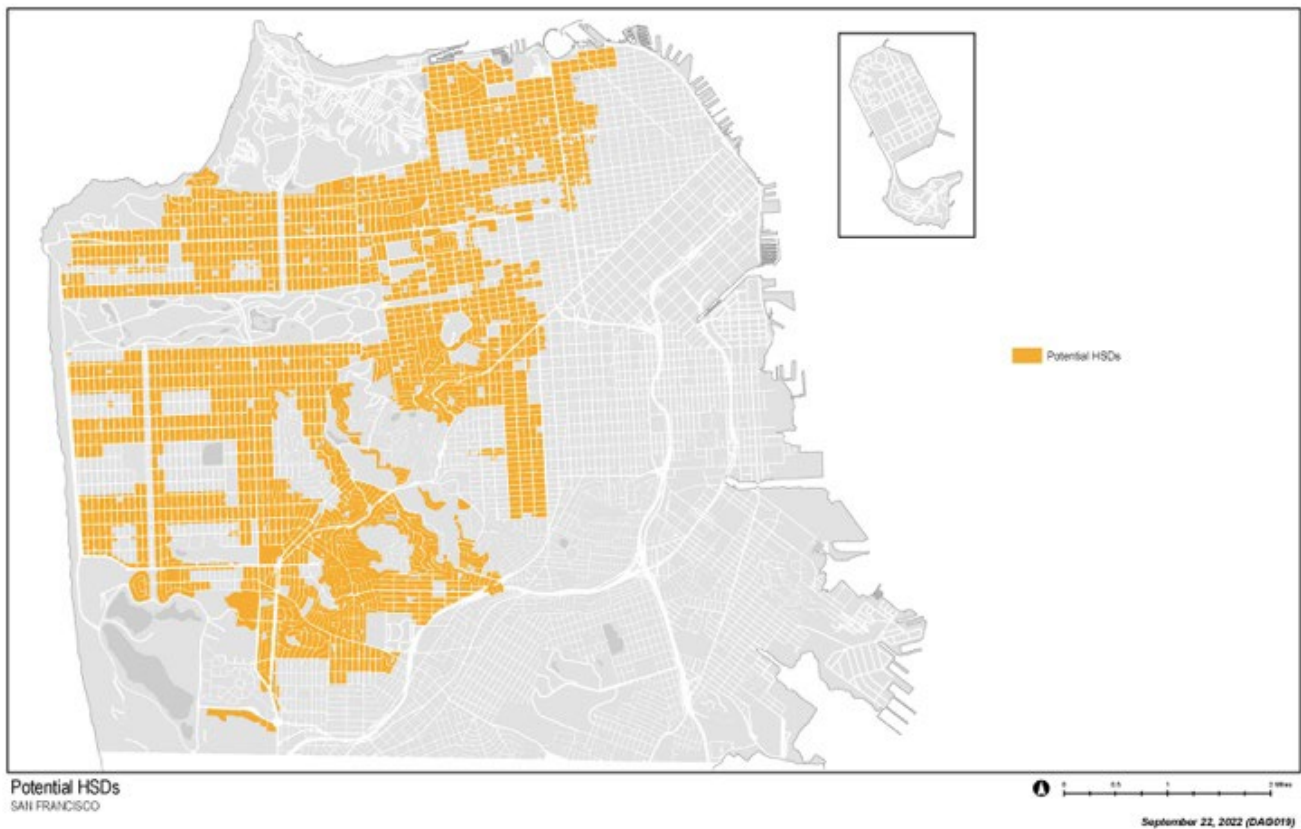 Potential HSDs
Potential HSDs
SAN FRANCISCO
0 0.5 1 2 Miles
September 22, 2022 (DAG019)